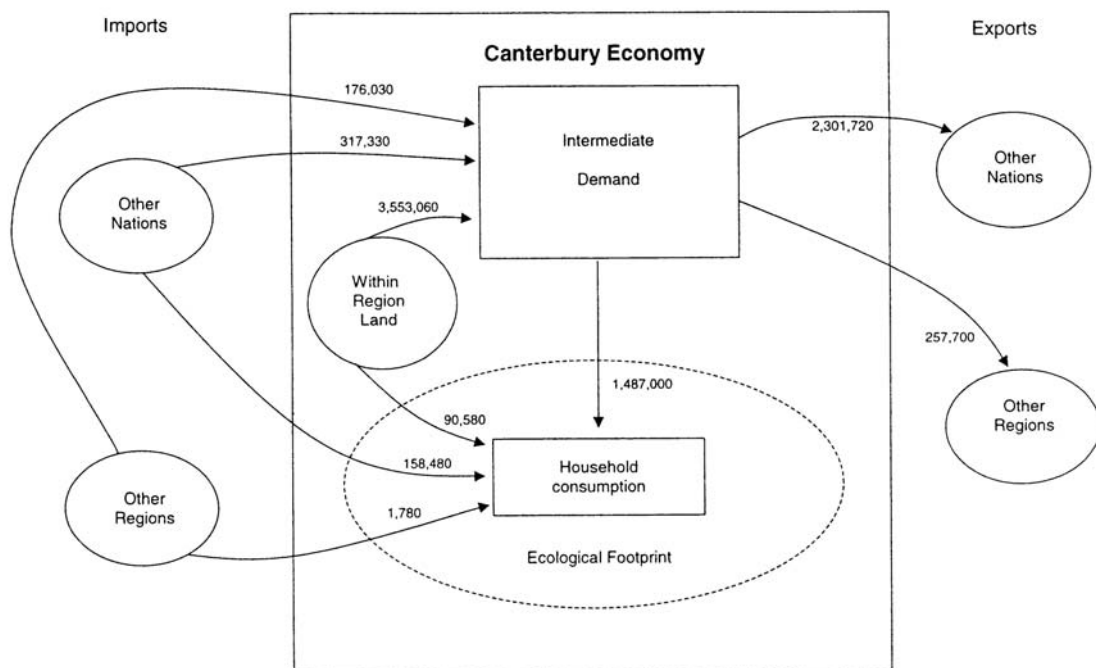 Imports
Exports
Canterbury Economy
176,030
317,330
3,553,060
Intermediate
Demand
2,301,720
Other
Nations
Other
Nations
Within
Region
Land
257,700
1,487,000
90,580
158,480
1,780
Household
consumption
Other
Regions
Other
Regions
Ecological Footprint